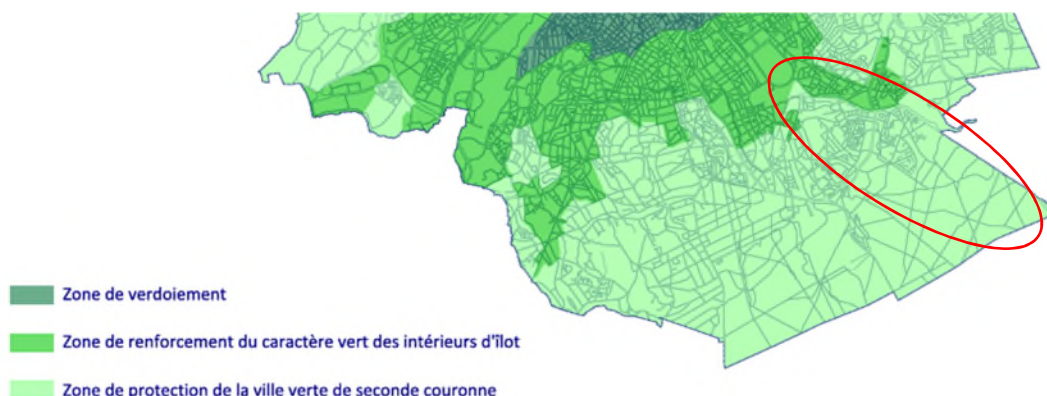 Zone de verdoiement
Zone de renforcement du caractère vert des intérieurs d'îlot
Zone de protection de la ville verte de seconde couronne